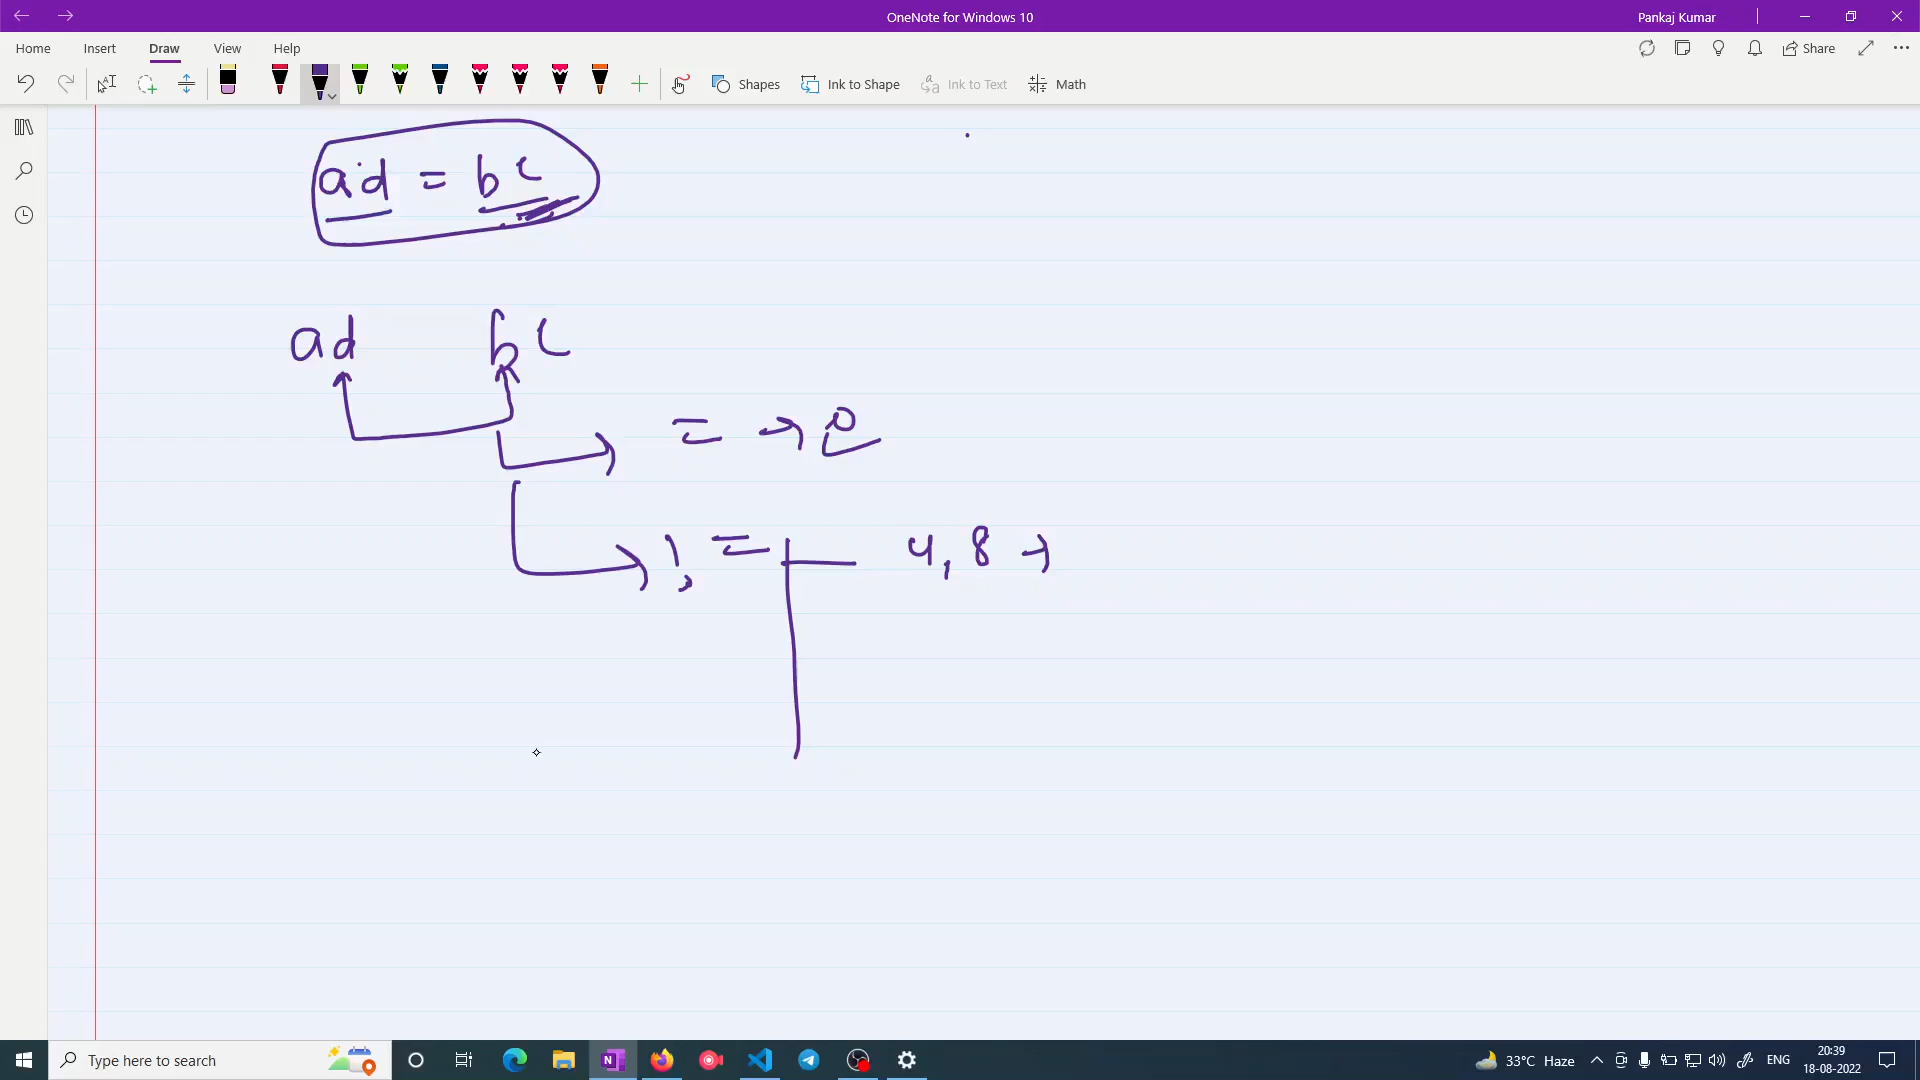 OneNote for Windows 10
Pankaj Kumar
Home Insert Draw View Help
Share
Shapes Ink to Shape Ink to Text Math
ad = bc
ad bc
= → 0
!= 4, 8 →
Type here to search
33°C Haze
ENG
20:39
18-08-2022